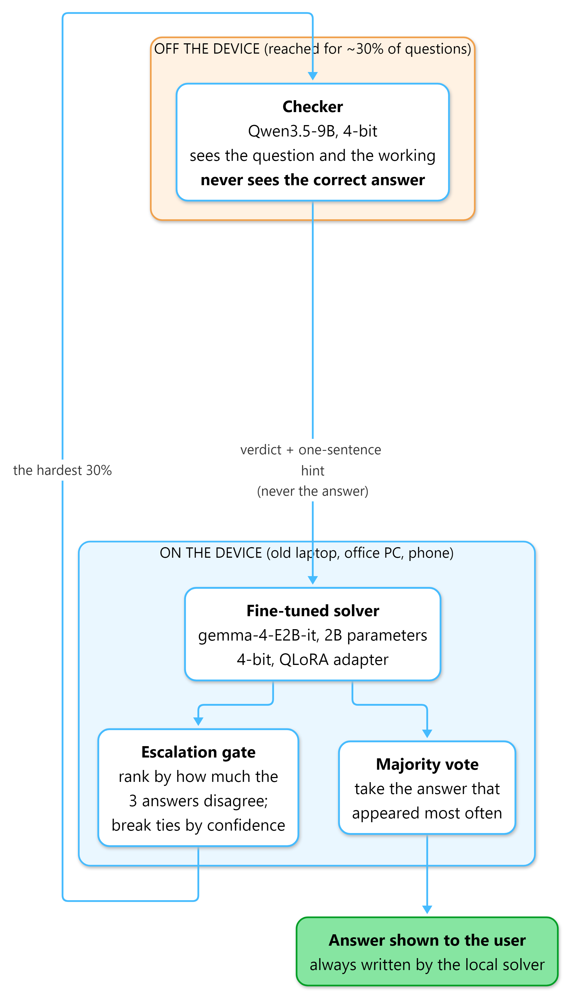 OFF THE DEVICE (reached for ~30% of questions)
Checker
Qwen3.5-9B, 4-bit
sees the question and the working
never sees the correct answer
verdict + one-sentence
hint
(never the answer)
the hardest 30%
ON THE DEVICE (old laptop, office PC, phone)
Fine-tuned solver
gemma-4-E2B-it, 2B parameters
4-bit, QLoRA adapter
Escalation gate
rank by how much the
3 answers disagree;
break ties by confidence
Majority vote
take the answer that
appeared most often
Answer shown to the user
always written by the local solver